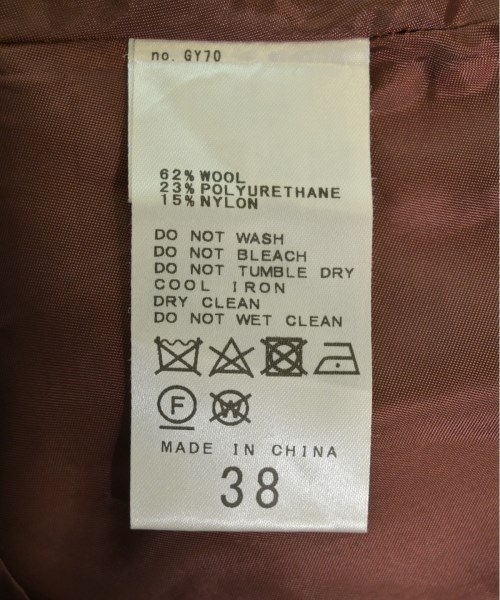 no. GY70
62% WOOL
23% POLYURETHANE
15% NYLON
DO NOT WASH
DO NOT BLEACH
DO NOT TUMBLE DRY
COOL IRON
DRY CLEAN
DO NOT WET CLEAN
F W
MADE IN CHINA
38